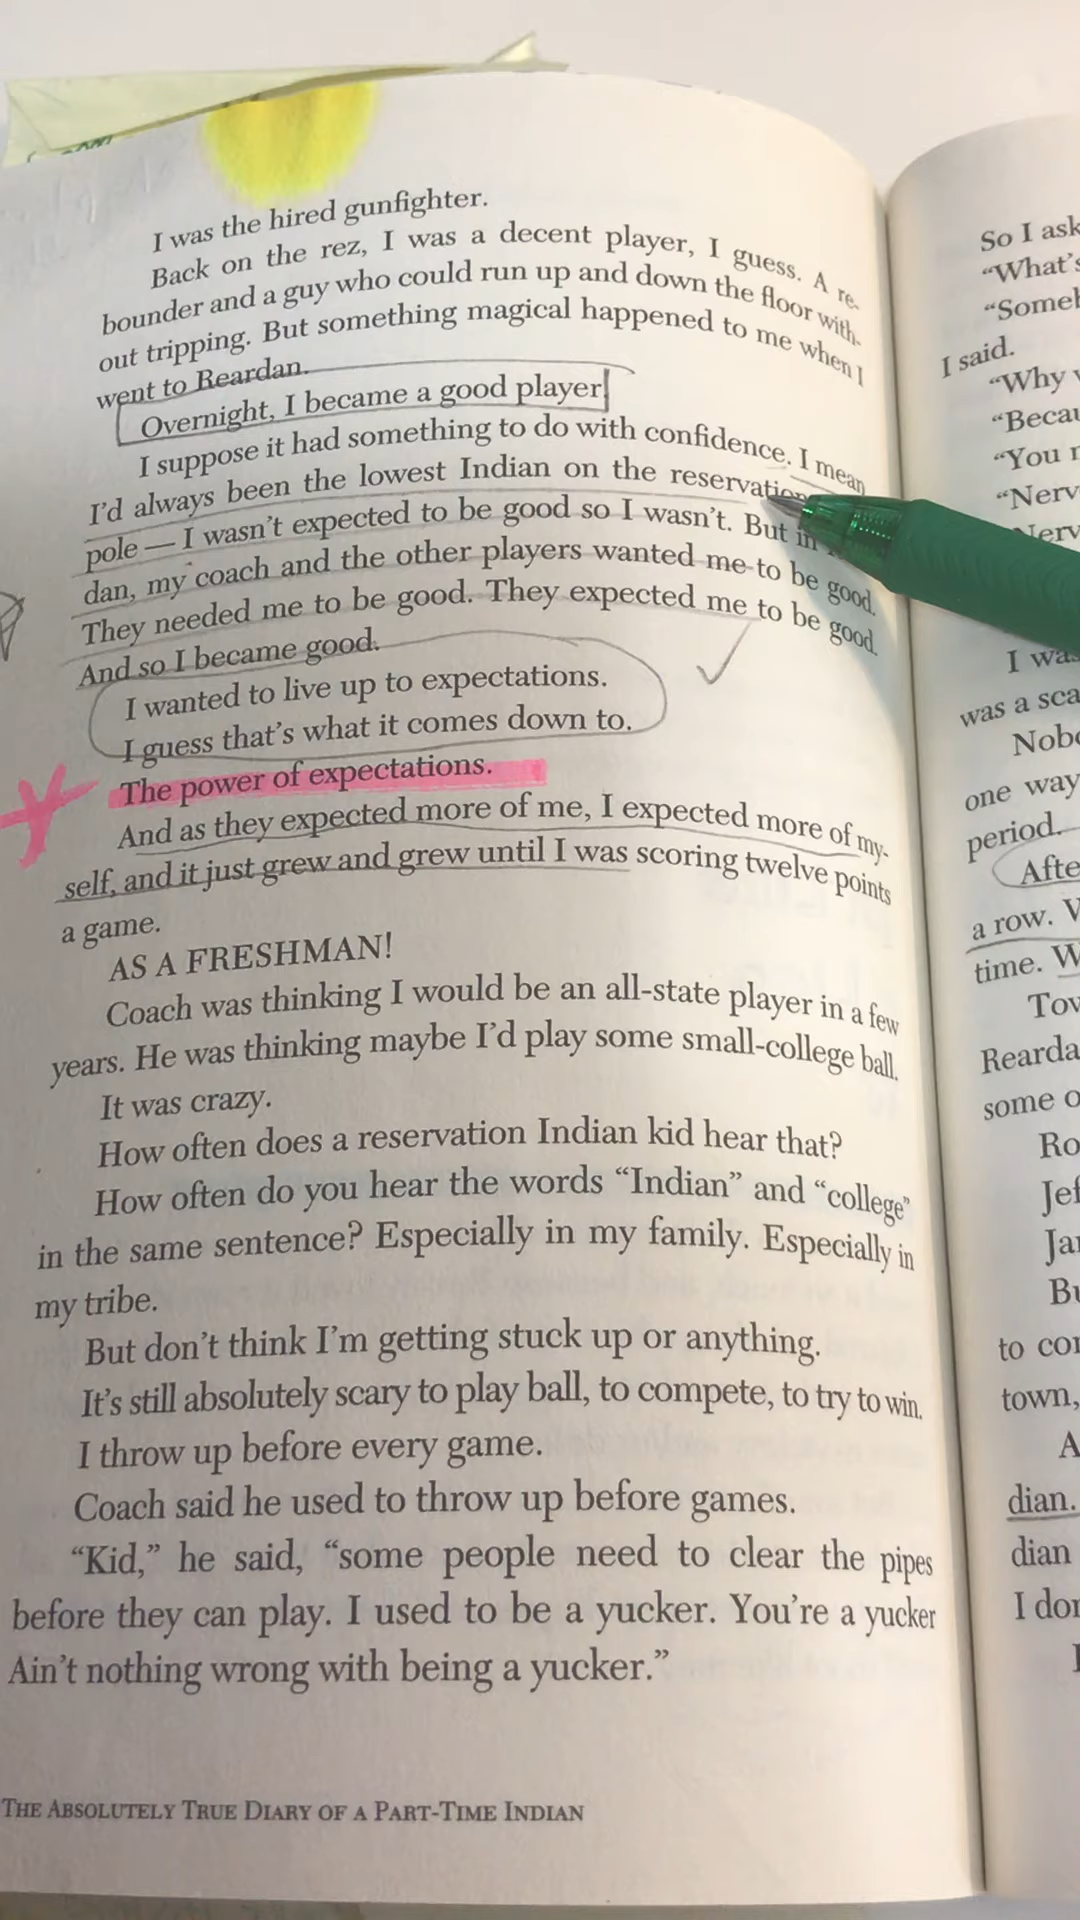 I was the hired gunfighter.
Back on the rez, I was a decent player, I guess. A re-
bounder and a guy who could run up and down the floor with-
out tripping. But something magical happened to me when I
went to Reardan.
Overnight, I became a good player
I suppose it had something to do with confidence. I mean
I'd always been the lowest Indian on the reservation
pole — I wasn't expected to be good so I wasn't. But in
dan, my coach and the other players wanted me to be good.
They needed me to be good. They expected me to be good.
And so I became good.
I wanted to live up to expectations.
I guess that's what it comes down to.
The power of expectations.
And as they expected more of me, I expected more of my-
self, and it just grew and grew until I was scoring twelve points
a game.
AS A FRESHMAN!
Coach was thinking I would be an all-state player in a few
years. He was thinking maybe I'd play some small-college ball.
It was crazy.
How often does a reservation Indian kid hear that?
How often do you hear the words "Indian" and "college"
in the same sentence? Especially in my family. Especially in
my tribe.
But don't think I'm getting stuck up or anything.
It's still absolutely scary to play ball, to compete, to try to win.
I throw up before every game.
Coach said he used to throw up before games.
"Kid," he said, "some people need to clear the pipes
before they can play. I used to be a yucker. You're a yucker
Ain't nothing wrong with being a yucker."
THE ABSOLUTELY TRUE DIARY OF A PART-TIME INDIAN
So I ask
"What's
I said.
"Why
"You
I was
was a sca
one way
period.
a row.
time.
some o
to
town,
dian.
dian
I